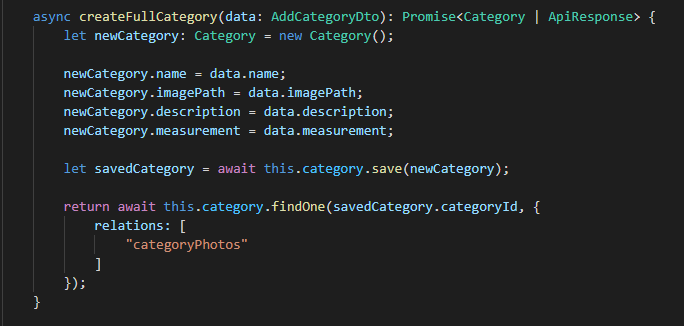 async createFullCategory(data: AddCategoryDto): Promise<Category | ApiResponse> {
let newCategory: Category = new Category();
newCategory.name = data.name;
newCategory.imagePath = data.imagePath;
newCategory.description = data.description;
newCategory.measurement = data.measurement;
let savedCategory = await this.category.save(newCategory);
return await this.category.findOne(savedCategory.categoryId, {
relations: [
"categoryPhotos"
]
});
}